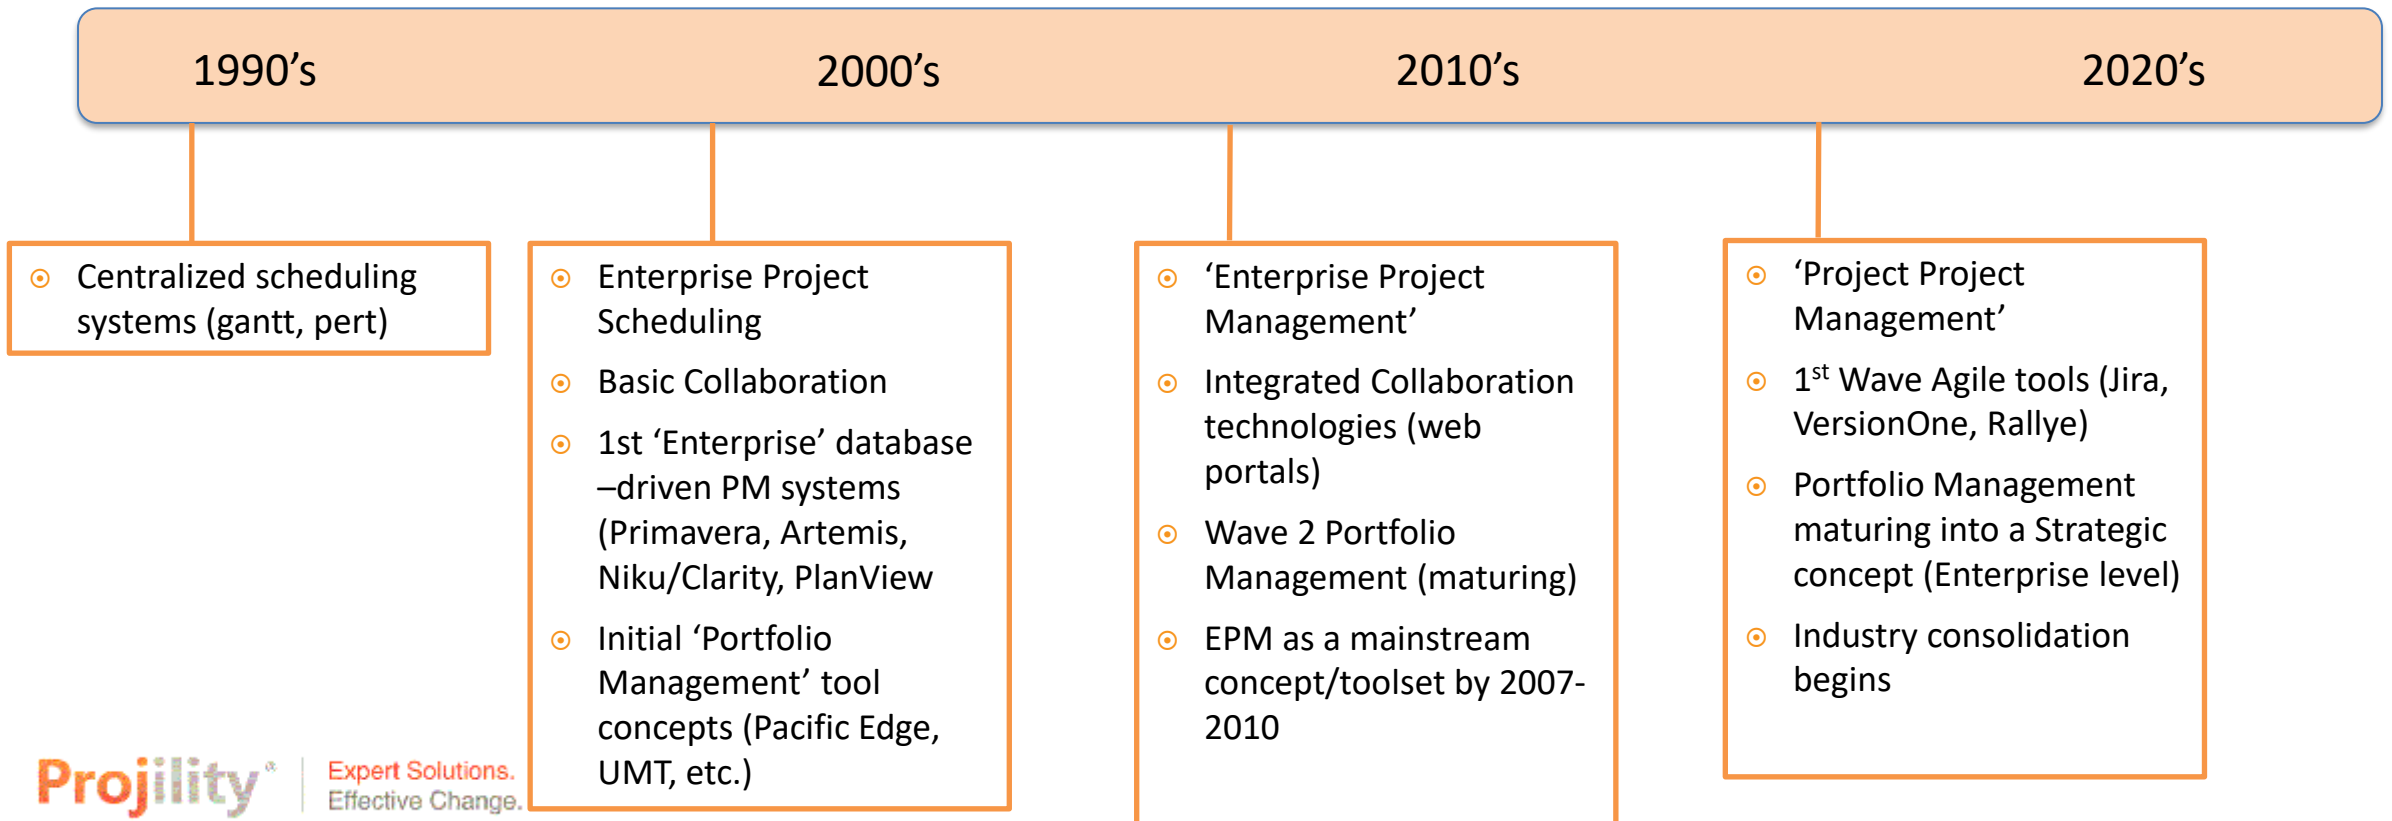 1990’s
2000’s
2010’s
2020’s
Centralized scheduling
systems (gantt, pert)
Enterprise Project
Scheduling
Basic Collaboration
1st ‘Enterprise’ database
–driven PM systems
(Primavera, Artemis,
Niku/Clarity, PlanView
Initial ‘Portfolio
Management’ tool
concepts (Pacific Edge,
UMT, etc.)
‘Enterprise Project
Management’
Integrated Collaboration
technologies (web
portals)
Wave 2 Portfolio
Management (maturing)
EPM as a mainstream
concept/toolset by 2007-
2010
‘Project Project
Management’
1st Wave Agile tools (Jira,
VersionOne, Rallye)
Portfolio Management
maturing into a Strategic
concept (Enterprise level)
Industry consolidation
begins
Projility®
Expert Solutions.
Effective Change.